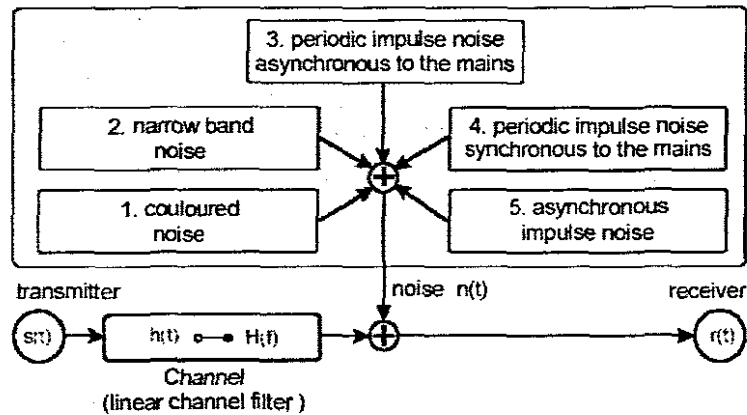 3. periodic impulse noise
asynchronous to the mains
2. narrow band
noise
4. periodic impulse noise
synchronous to the mains
1. couloured
noise
5. asynchronous
impulse noise
transmitter
noise n(t)
receiver
s(t)
h(t) H(f)
r(t)
Channel
(linear channel filter )